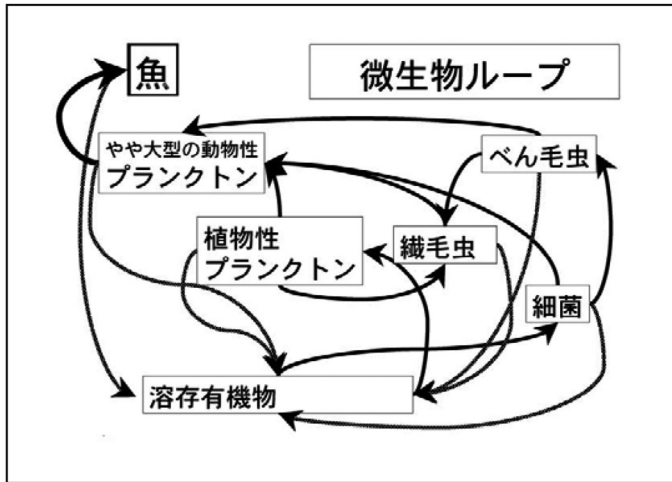 魚
微生物ループ
やや大型の動物性
プランクトン
べん毛虫
植物性
プランクトン
繊毛虫
細菌
溶存有機物